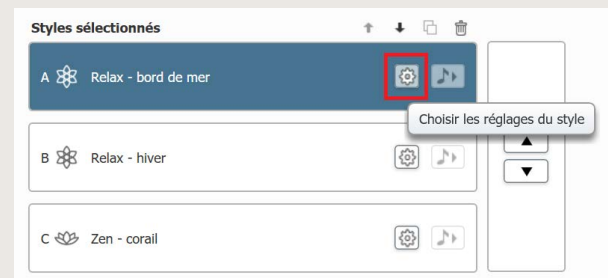 Styles sélectionnés
A Relax - bord de mer
Choisir les réglages du style
B Relax - hiver
C Zen - corail